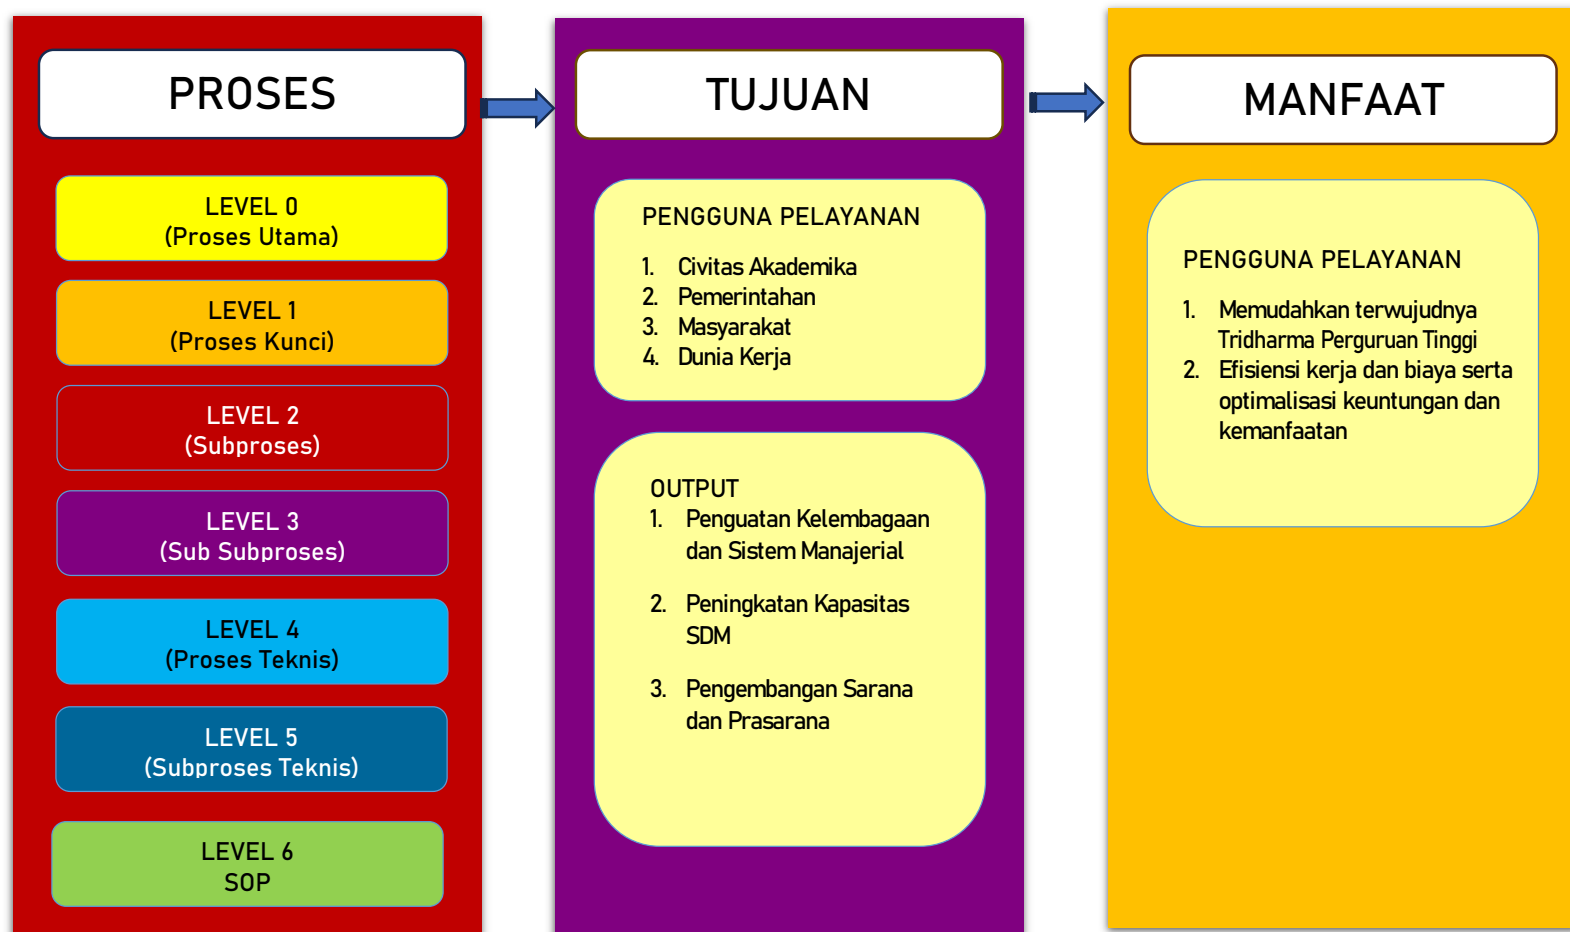 PROSES
LEVEL 0
(Proses Utama)
LEVEL 1
(Proses Kunci)
LEVEL 2
(Subproses)
LEVEL 3
(Sub Subproses)
LEVEL 4
(Proses Teknis)
LEVEL 5
(Subproses Teknis)
LEVEL 6
SOP
TUJUAN
PENGGUNA PELAYANAN
1. Civitas Akademika
2. Pemerintahan
3. Masyarakat
4. Dunia Kerja
OUTPUT
1. Penguatan Kelembagaan
dan Sistem Manajerial
2. Peningkatan Kapasitas
SDM
3. Pengembangan Sarana
dan Prasarana
MANFAAT
PENGGUNA PELAYANAN
1. Memudahkan terwujudnya
Tridharma Perguruan Tinggi
2. Efisiensi kerja dan biaya serta
optimalisasi keuntungan dan
kemanfaatan